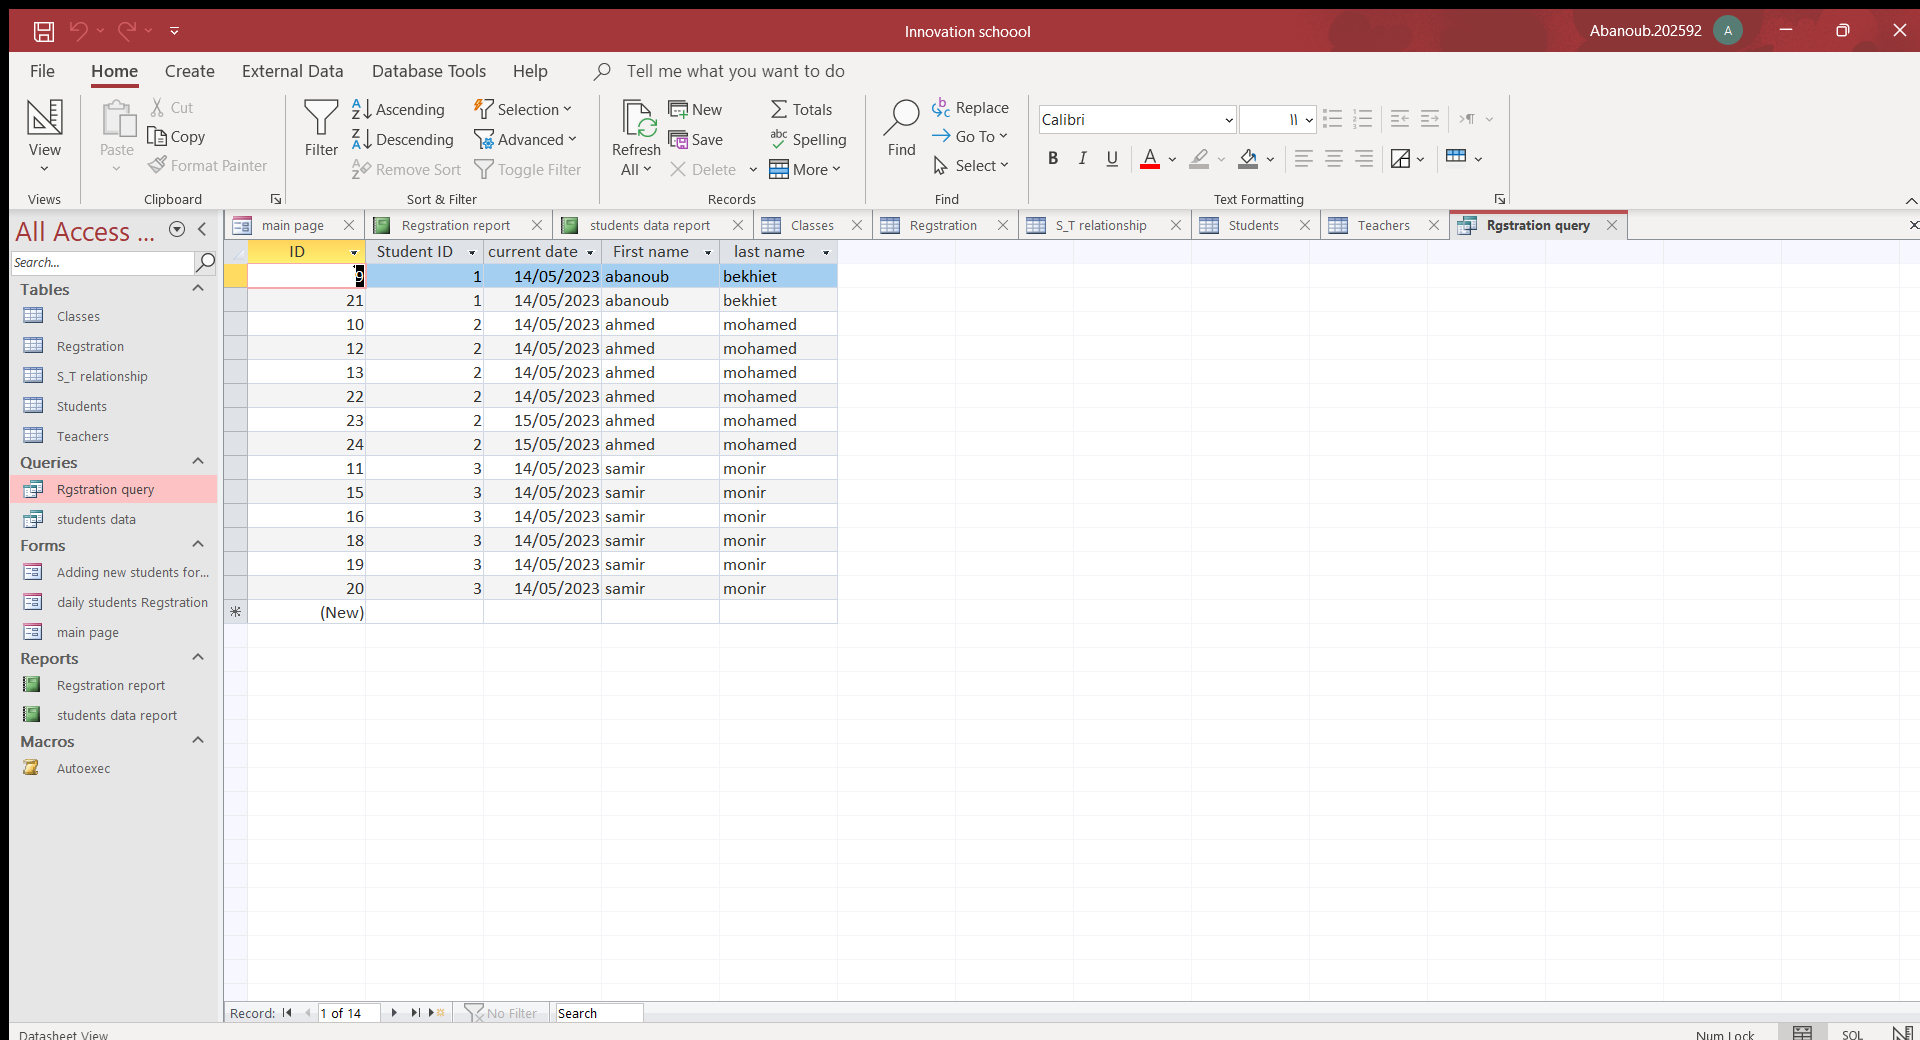 Innovation schoool
Abanoub.202592
A
File Home Create External Data Database Tools Help Tell me what you want to do
View
Views
Paste
Cut
Copy
Format Painter
Clipboard
Filter
Ascending
Descending
Remove Sort
Selection
Advanced
Toggle Filter
Sort & Filter
Refresh
All
New
Save
Delete
Totals
Spelling
More
Records
Find
Replace
Go To
Select
Find
Calibri 11
B I U A
Text Formatting
All Access ...
Search...
Tables
Classes
Regstration
S_T relationship
Students
Teachers
Queries
Rgstration query
students data
Forms
Adding new students for...
daily students Regstration
main page
Reports
Regstration report
students data report
Macros
Autoexec
main page Regstration report students data report Classes Regstration S_T relationship Students Teachers Rgstration query
ID Student ID current date First name last name
9 1 14/05/2023 abanoub bekhiet
21 1 14/05/2023 abanoub bekhiet
10 2 14/05/2023 ahmed mohamed
12 2 14/05/2023 ahmed mohamed
13 2 14/05/2023 ahmed mohamed
22 2 14/05/2023 ahmed mohamed
23 2 15/05/2023 ahmed mohamed
24 2 15/05/2023 ahmed mohamed
11 3 14/05/2023 samir monir
15 3 14/05/2023 samir monir
16 3 14/05/2023 samir monir
18 3 14/05/2023 samir monir
19 3 14/05/2023 samir monir
20 3 14/05/2023 samir monir
(New)
Record: 1 of 14 No Filter Search
Datasheet View
Num Lock
SQL